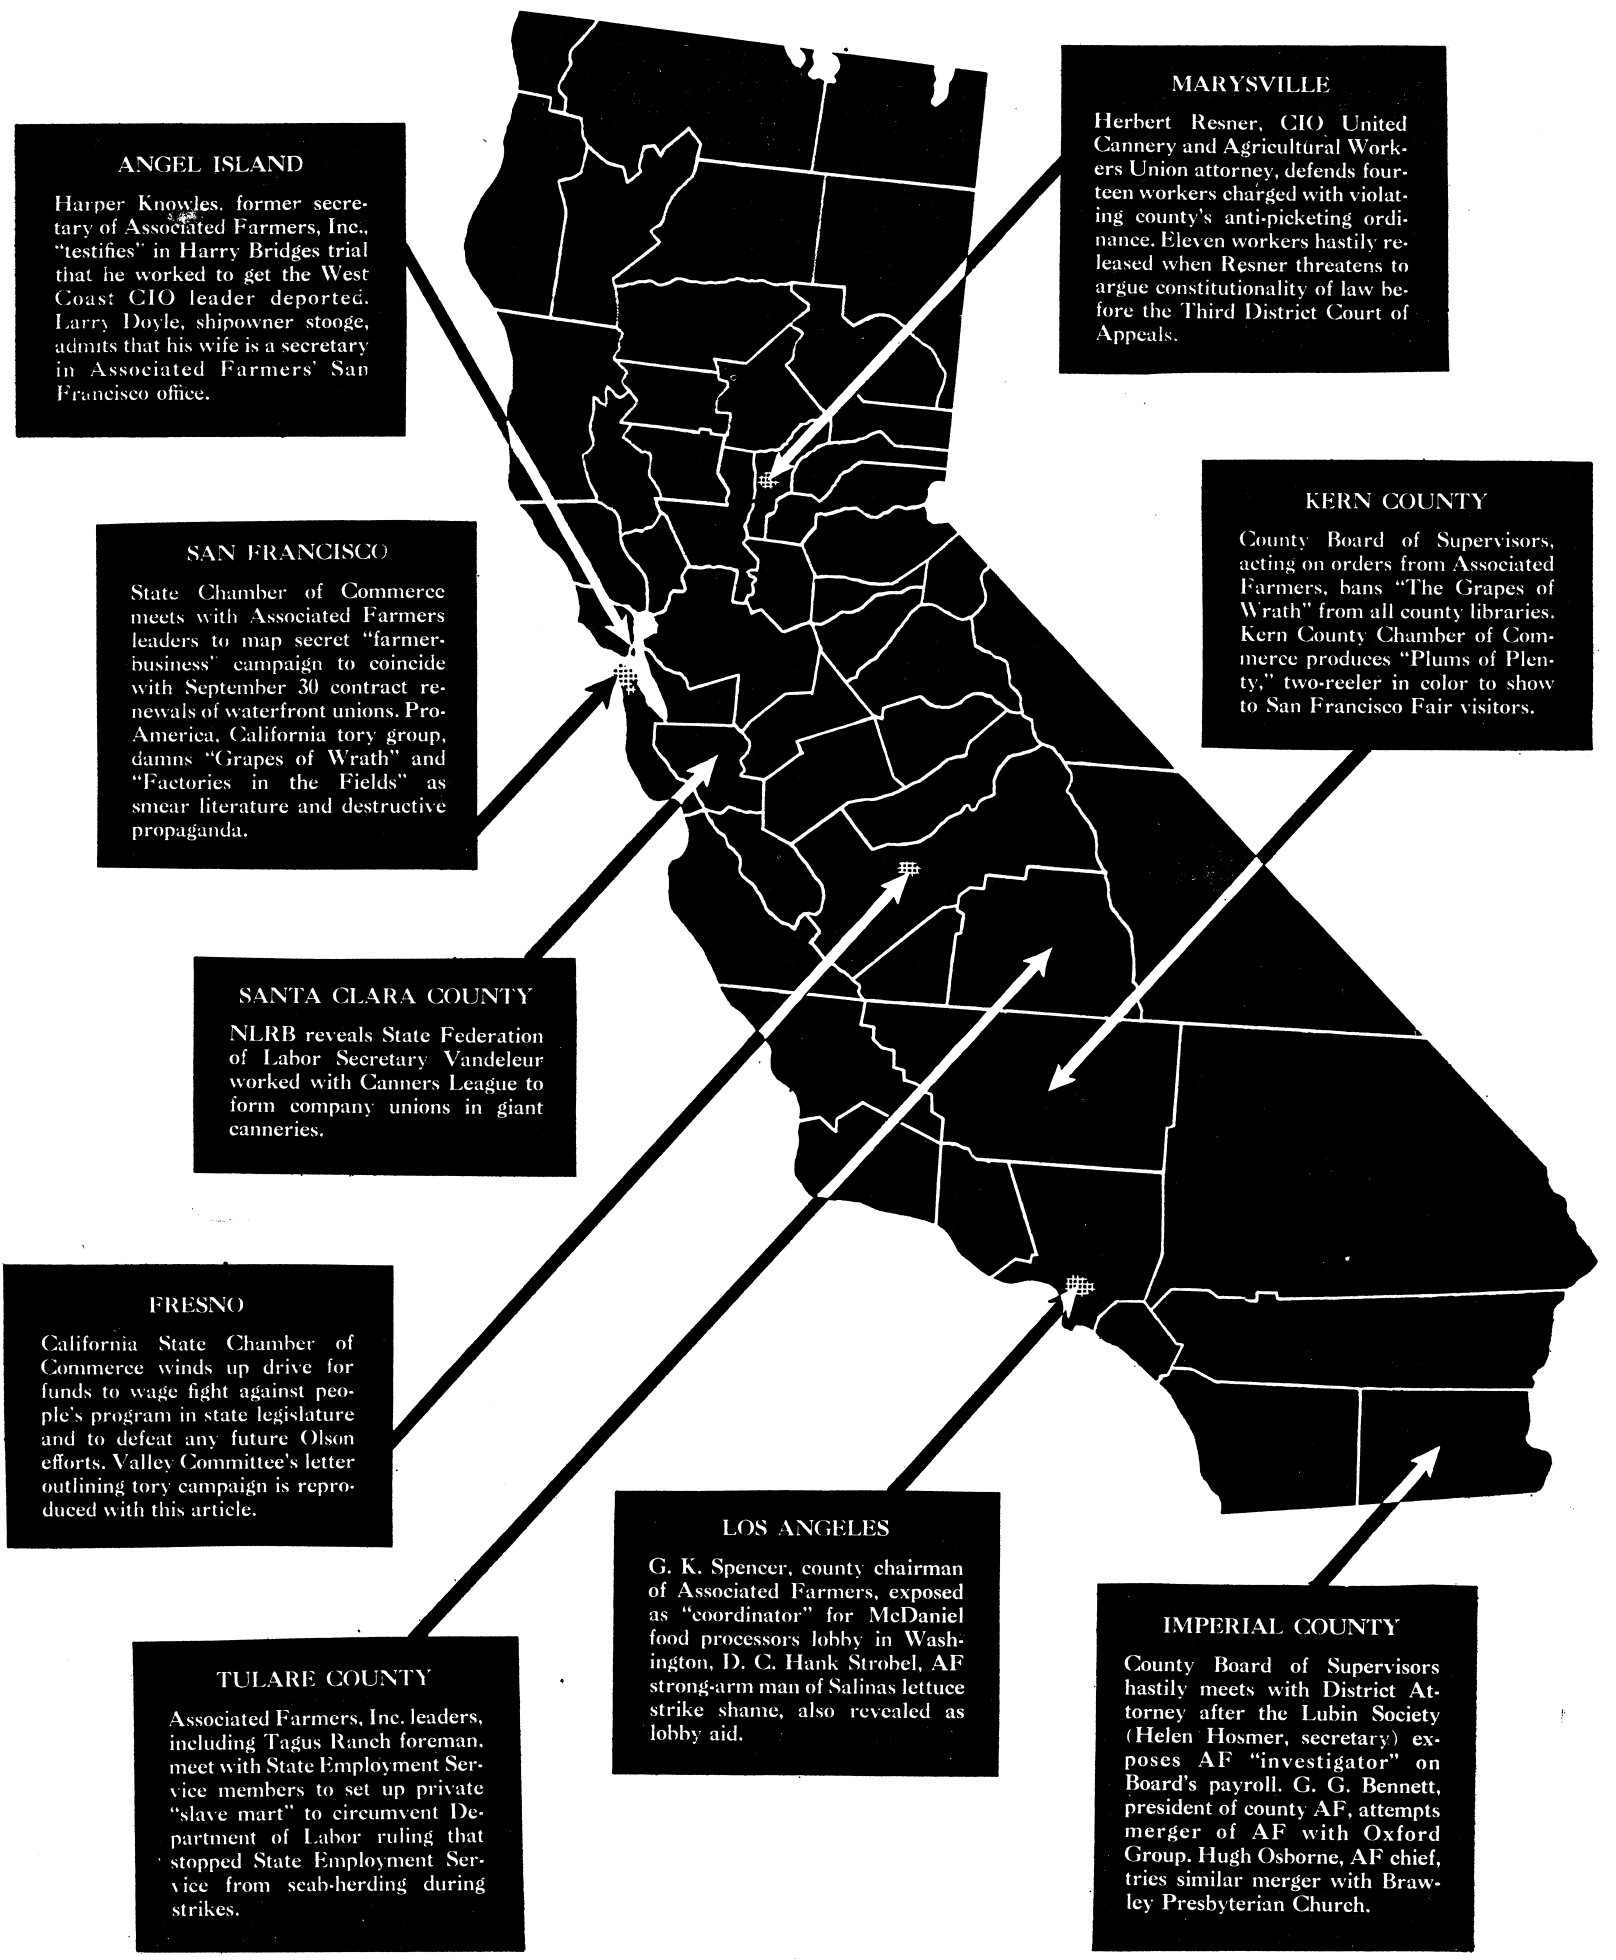 ANGEL ISLAND
Harper Knowles, former secre-
tary of Associated Farmers, Inc.,
"testifies" in Harry Bridges trial
that he worked to get the West
Coast CIO leader deported.
Larry Doyle, shipowner stooge,
admits that his wife is a secretary
in Associated Farmers' San
Francisco office.
MARYSVILLE
Herbert Resner, CIO United
Cannery and Agricultural Work-
ers Union attorney, defends four-
teen workers charged with violat-
ing county's anti-picketing ordi-
nance. Eleven workers hastily re-
leased when Resner threatens to
argue constitutionality of law be-
fore the Third District Court of
Appeals.
SAN FRANCISCO
State Chamber of Commerce
meets with Associated Farmers
leaders to map secret "farmer-
business" campaign to coincide
with September 30 contract re-
newals of waterfront unions. Pro-
America, California tory group,
damns "Grapes of Wrath" and
"Factories in the Fields" as
smear literature and destructive
propaganda.
KERN COUNTY
County Board of Supervisors,
acting on orders from Associated
Farmers, bans "The Grapes of
Wrath" from all county libraries.
Kern County Chamber of Com-
merce produces "Plums of Plen-
ty," two-reeler in color to show
to San Francisco Fair visitors.
SANTA CLARA COUNTY
NLRB reveals State Federation
of Labor Secretary Vandeleur
worked with Canners League to
form company unions in giant
canneries.
FRESNO
California State Chamber of
Commerce winds up drive for
funds to wage fight against peo-
ple's program in state legislature
and to defeat any future Olson
efforts. Valley Committee's letter
outlining tory campaign is repro-
duced with this article.
TULARE COUNTY
Associated Farmers, Inc. leaders,
including Tagus Ranch foreman,
meet with State Employment Ser-
vice members to set up private
"slave mart" to circumvent De-
partment of Labor ruling that
stopped State Employment Ser-
vice from scab-herding during
strikes.
LOS ANGELES
G. K. Spencer, county chairman
of Associated Farmers, exposed
as "coordinator" for McDaniel
food processors lobby in Wash-
ington, D. C. Hank Strobel, AF
strong-arm man of Salinas lettuce
strike shame, also revealed as
lobby aid.
IMPERIAL COUNTY
County Board of Supervisors
hastily meets with District At-
torney after the Lubin Society
(Helen Hosmer, secretary) ex-
poses AF "investigator" on
Board's payroll. G. G. Bennett,
president of county AF, attempts
merger of AF with Oxford
Group. Hugh Osborne, AF chief,
tries similar merger with Braw-
ley Presbyterian Church.